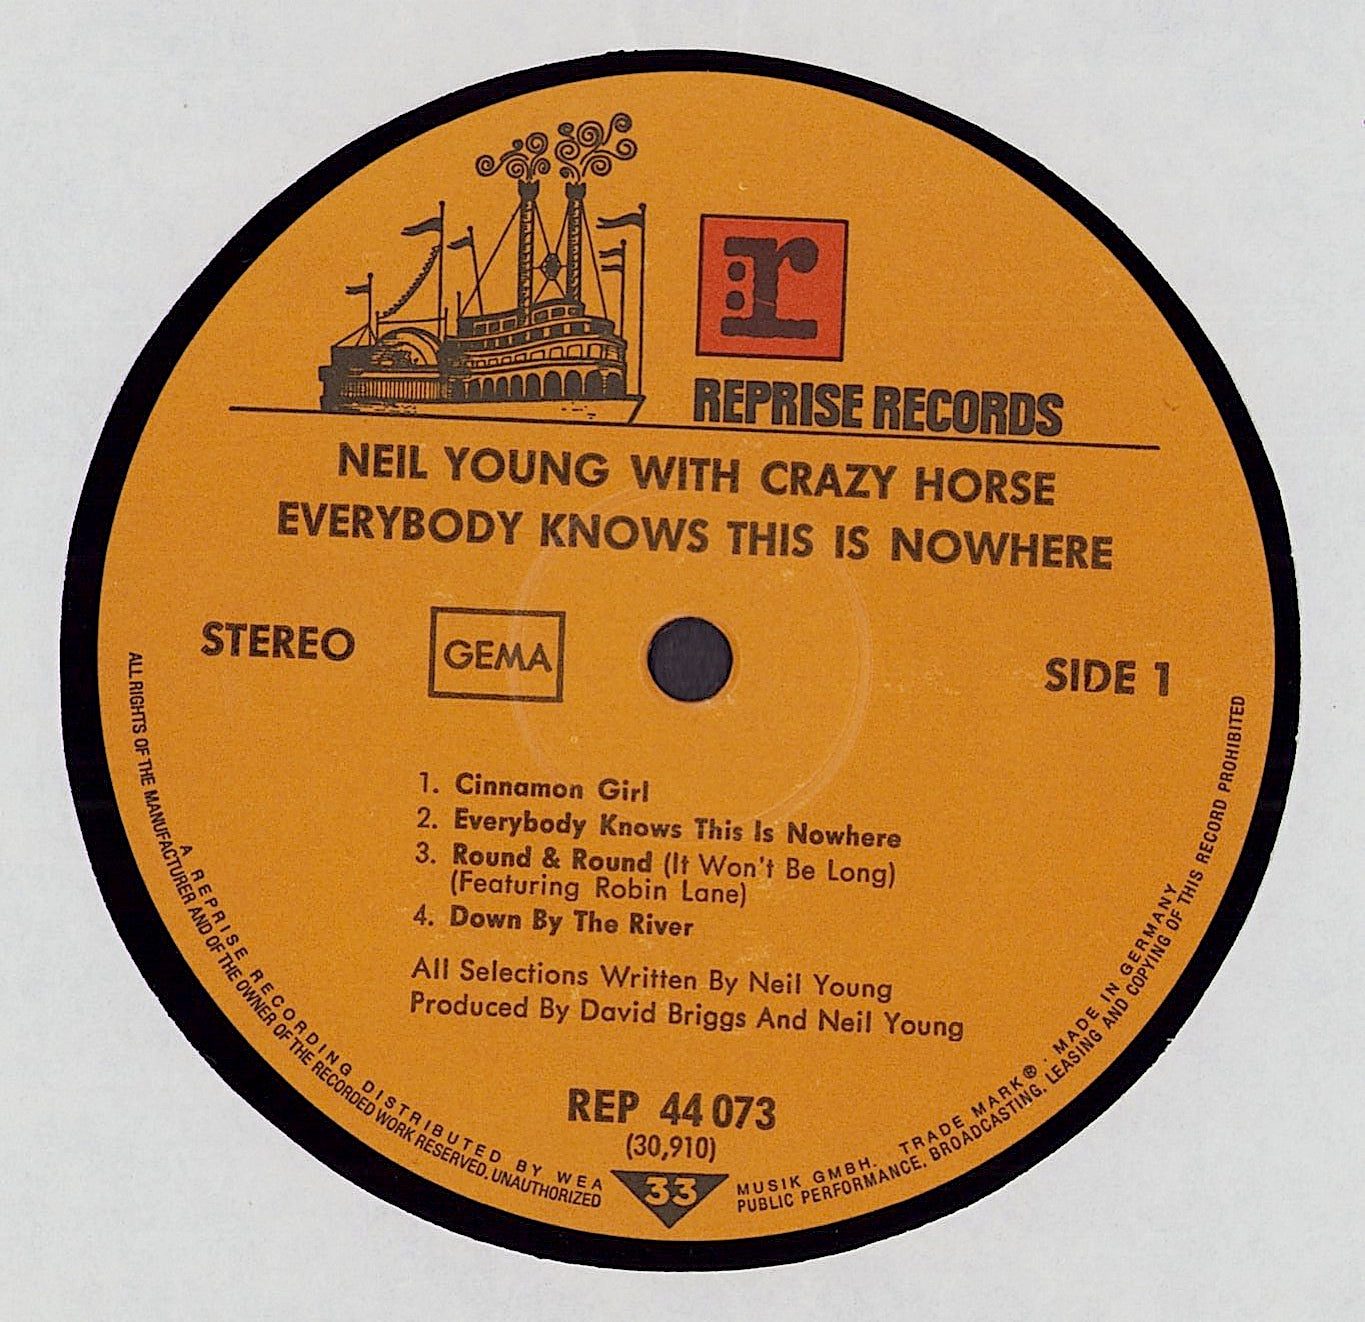 r:
REPRISE RECORDS
NEIL YOUNG WITH CRAZY HORSE
EVERYBODY KNOWS THIS IS NOWHERE
STEREO
GEMA
SIDE 1
1. Cinnamon Girl
2. Everybody Knows This Is Nowhere
3. Round & Round (It Won't Be Long)
(Featuring Robin Lane)
4. Down By The River
All Selections Written By Neil Young
Produced By David Briggs And Neil Young
REP 44 073
(30,910)
33
A REPRISE RECORDING DISTRIBUTED BY WEA MUSIK GMBH. TRADE MARK® · MADE IN GERMANY
ALL RIGHTS OF THE MANUFACTURER AND OF THE OWNER OF THE RECORDED WORK RESERVED. UNAUTHORIZED PUBLIC PERFORMANCE, BROADCASTING, LEASING AND COPYING OF THIS RECORD PROHIBITED